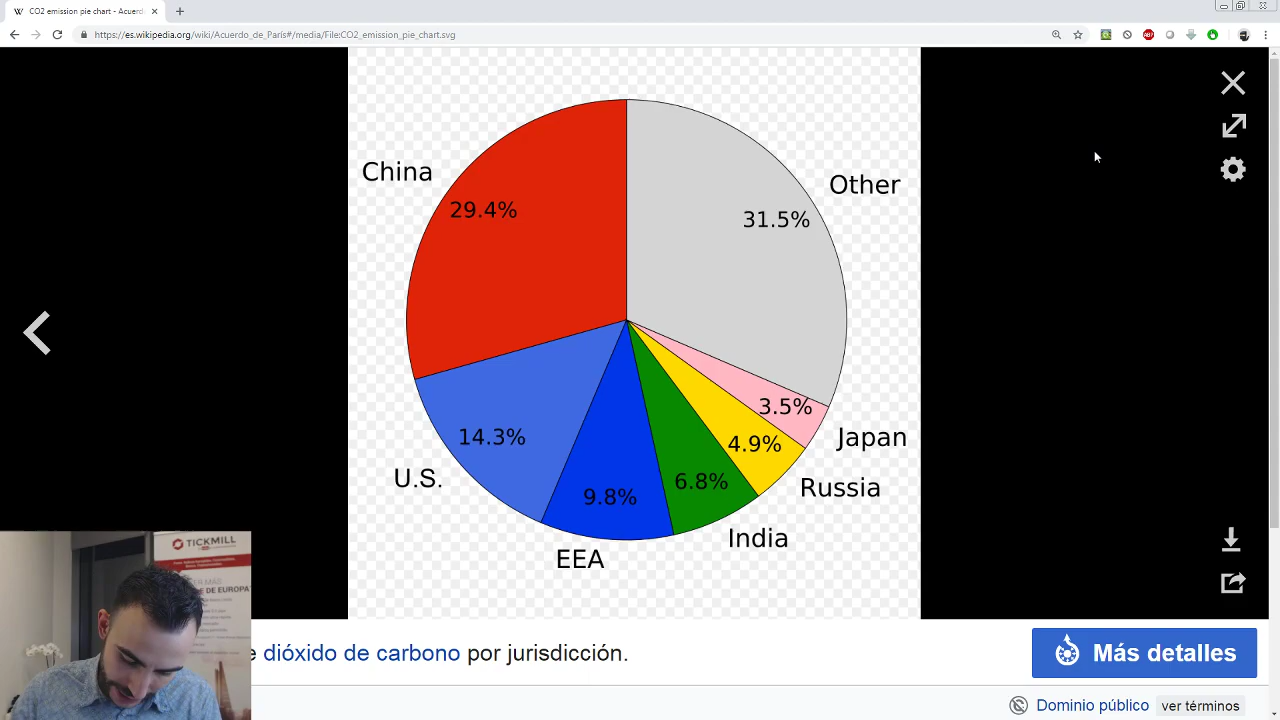 CO2 emission pie chart - Acuerd
https://es.wikipedia.org/wiki/Acuerdo_de_París#/media/File:CO2_emission_pie_chart.svg
China
29.4%
Other
31.5%
3.5%
Japan
4.9%
Russia
6.8%
India
9.8%
EEA
14.3%
U.S.
TICKMILL
DE EUROPA
dióxido de carbono por jurisdicción.
Más detalles
Dominio público
ver términos